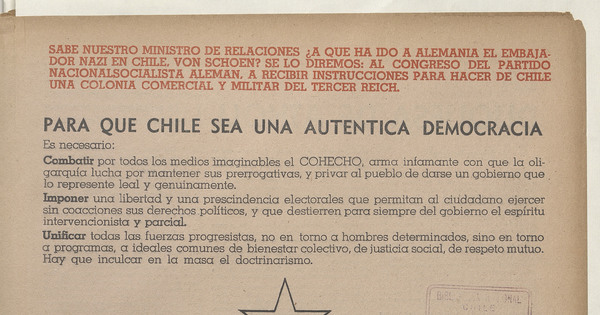 SABE NUESTRO MINISTRO DE RELACIONES ¿A QUE HA IDO A ALEMANIA EL EMBAJA-
DOR NAZI EN CHILE, VON SCHOEN? SE LO DIREMOS: AL CONGRESO DEL PARTIDO
NACIONALSOCIALISTA ALEMAN, A RECIBIR INSTRUCCIONES PARA HACER DE CHILE
UNA COLONIA COMERCIAL Y MILITAR DEL TERCER REICH.
PARA QUE CHILE SEA UNA AUTENTICA DEMOCRACIA
Es necesario:
Combatir por todos los medios imaginables el COHECHO, arma infamante con que la oli-
garquía lucha por mantener sus prerrogativas, y privar al pueblo de darse un gobierno que
lo represente leal y genuinamente.
Imponer una libertad y una prescindencia electorales que permitan al ciudadano ejercer
sin coacciones sus derechos políticos, y que destierren para siempre del gobierno el espíritu
intervencionista y parcial.
Unificar todas las fuerzas progresistas, no en torno a hombres determinados, sino en torno
a programas, a ideales comunes de bienestar colectivo, de justicia social, de respeto mutuo.
Hay que inculcar en la masa el doctrinarismo.
CHILE